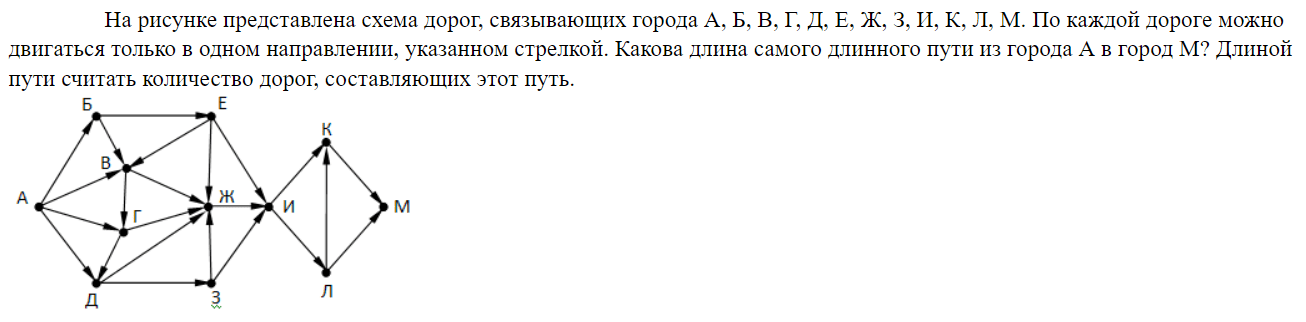 На рисунке представлена схема дорог, связывающих города А, Б, В, Г, Д, Е, Ж, З, И, К, Л, М. По каждой дороге можно
двигаться только в одном направлении, указанном стрелкой. Какова длина самого длинного пути из города А в город М? Длиной
пути считать количество дорог, составляющих этот путь.
Б Е
К
В
А Ж И М
Г
Д З Л